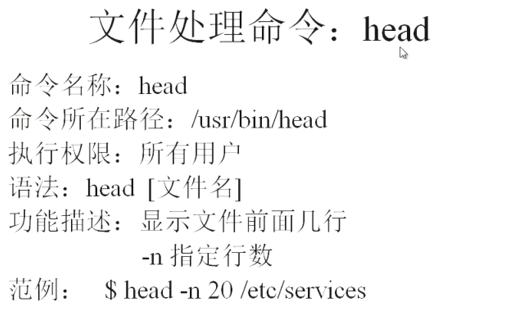 文件处理命令：head
命令名称：head
命令所在路径：/usr/bin/head
执行权限：所有用户
语法：head [文件名]
功能描述：显示文件前面几行
-n 指定行数
范例： $ head -n 20 /etc/services